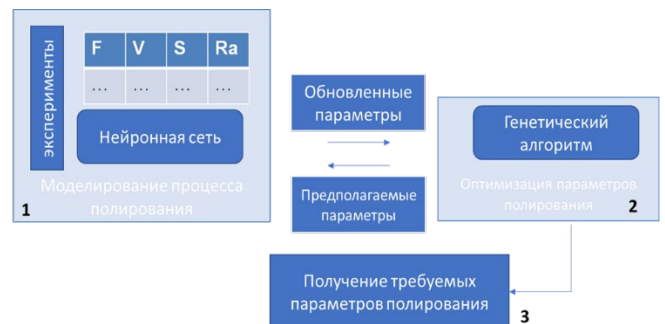 эксперименты
F V S Ra
... ... ... ...
Нейронная сеть
Моделирование процесса
полирования
1
Обновленные
параметры
Предполагаемые
параметры
Генетический
алгоритм
Оптимизация параметров
полирования
2
Получение требуемых
параметров полирования
3